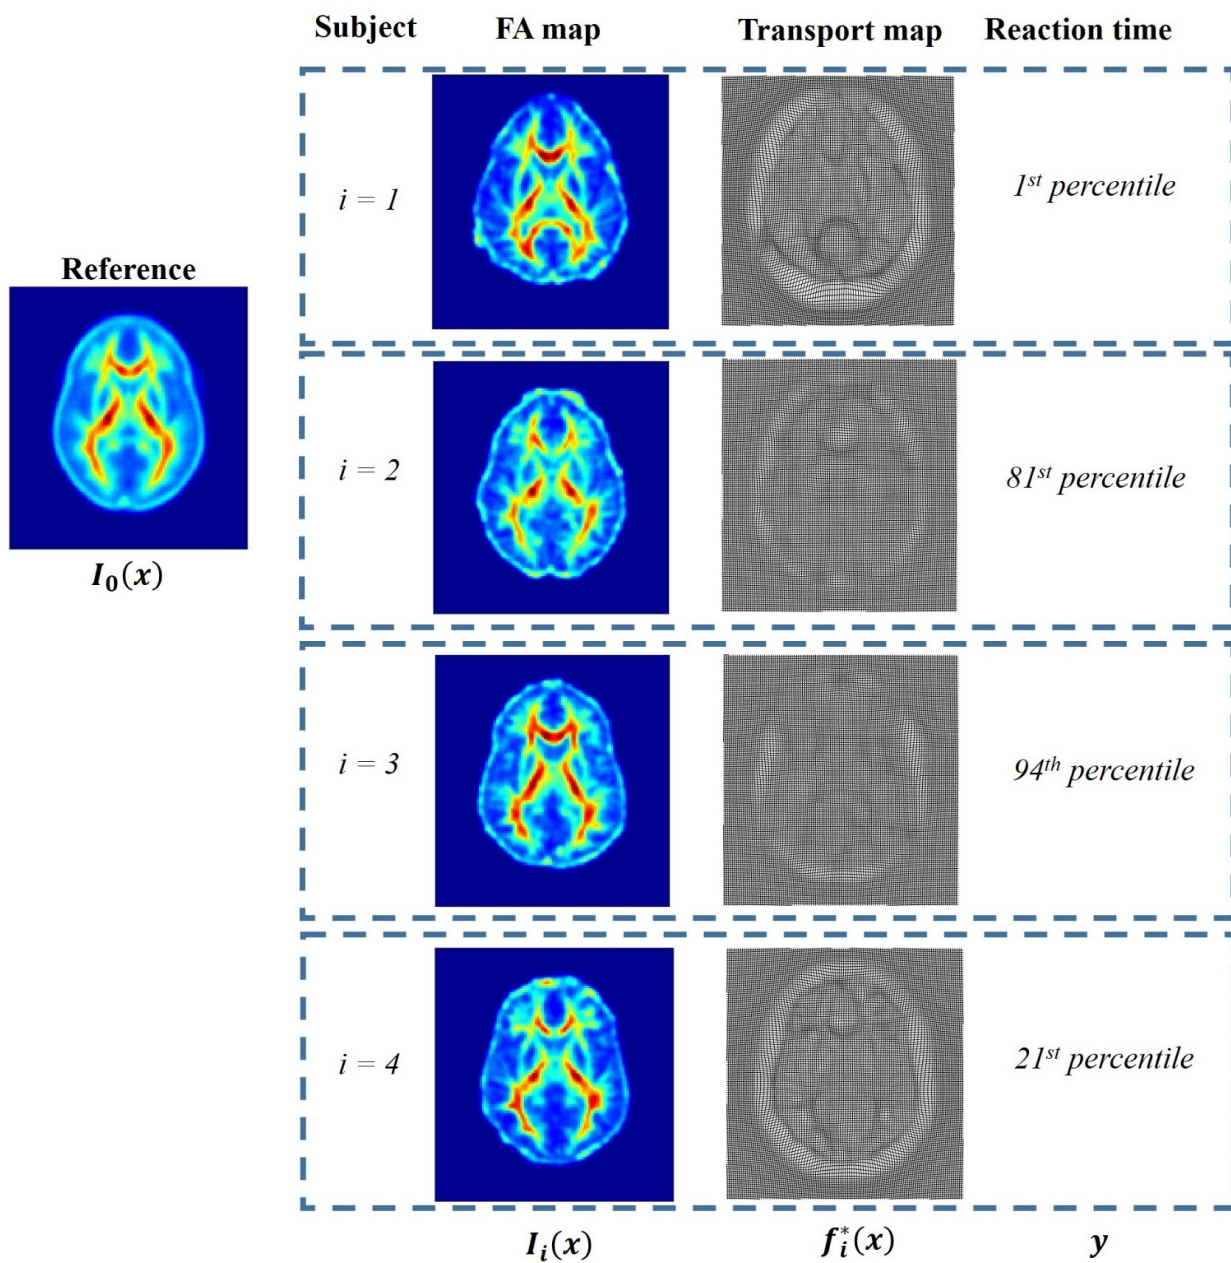 Subject FA map Transport map Reaction time
i = 1 1st percentile
Reference
I₀(x)
i = 2 81st percentile
i = 3 94th percentile
i = 4 21st percentile
Iᵢ(x) fᵢ*(x) y